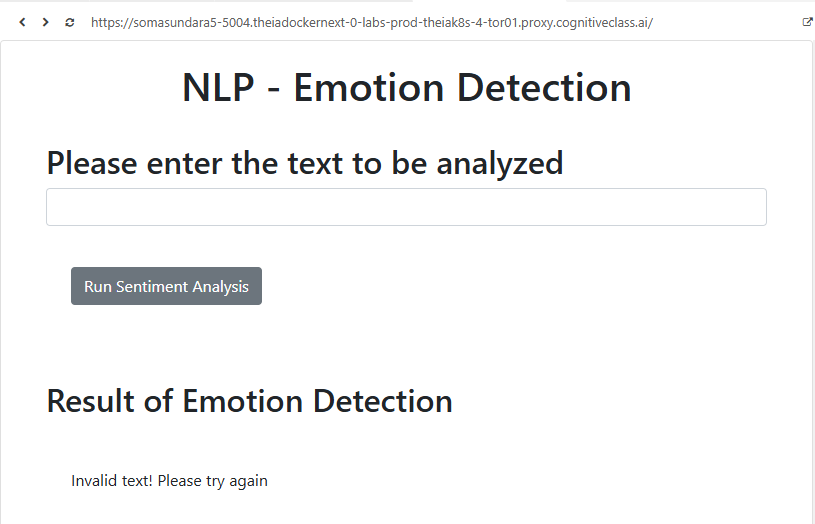 https://somasundara5-5004.theiadockernext-0-labs-prod-theiak8s-4-tor01.proxy.cognitiveclass.ai/
NLP - Emotion Detection
Please enter the text to be analyzed
Run Sentiment Analysis
Result of Emotion Detection
Invalid text! Please try again